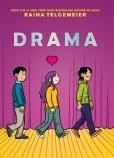 FROM THE #1 NEW YORK TIMES BESTSELLING AUTHOR OF SMILE
RAINA TELGEMEIER
DRAMA